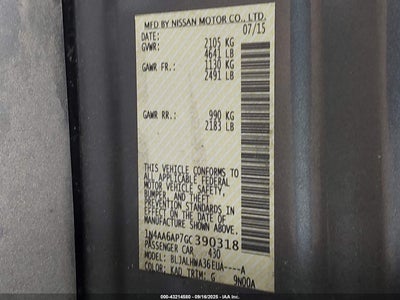 MFD BY NISSAN MOTOR CO., LTD.
DATE: 07/15
GVWR: 2105 KG
4641 LB
GAWR FR.: 1130 KG
2491 LB
GAWR RR.: 990 KG
2183 LB
THIS VEHICLE CONFORMS TO
ALL APPLICABLE FEDERAL
MOTOR VEHICLE SAFETY,
BUMPER, AND THEFT
PREVENTION STANDARDS IN
EFFECT ON THE DATE OF
MANUFACTURE SHOWN ABOVE.
1N4AA6AP7GC390318
PASSENGER CAR 430
MODEL: BLJALHWA36EUA----A
COLOR: KAD TRIM: G 9N00A
000-43214580 - (09/16/2025) - IAAI.COM